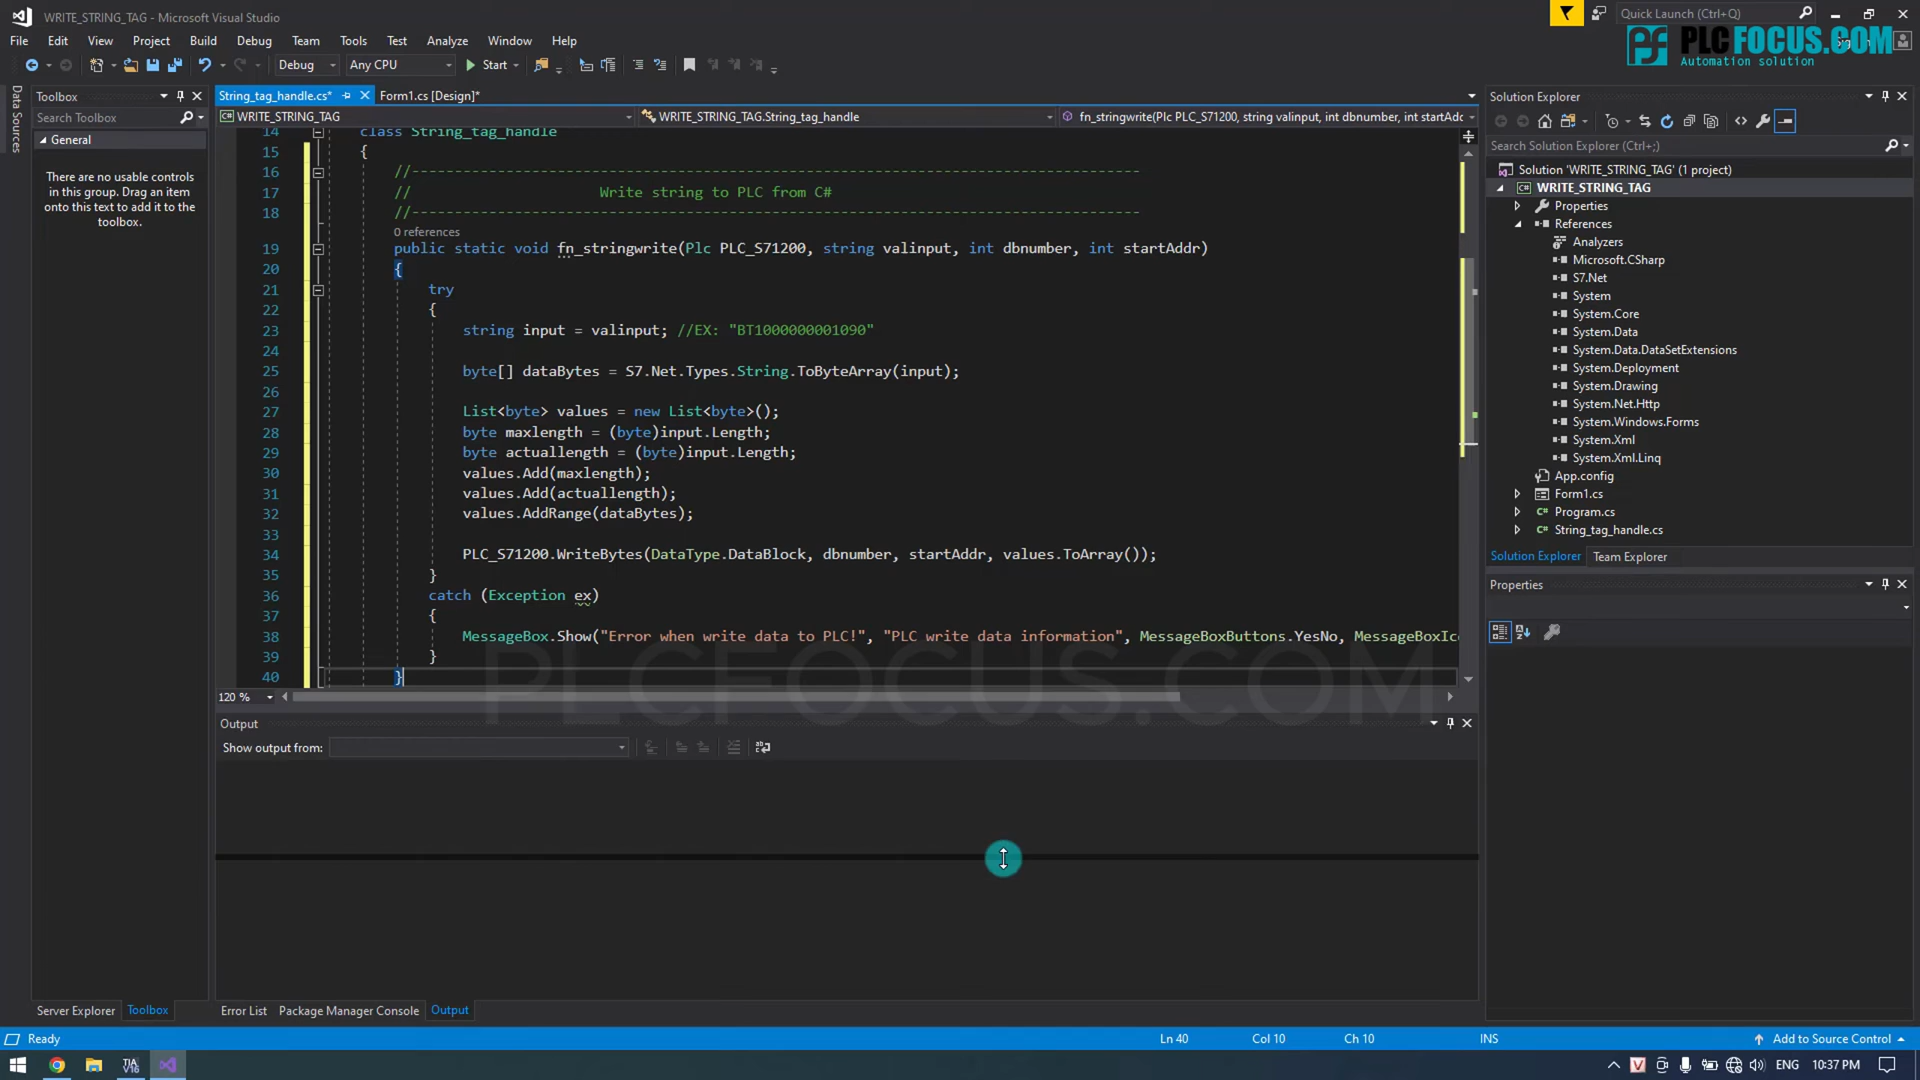 WRITE_STRING_TAG - Microsoft Visual Studio
Quick Launch (Ctrl+Q)
PLCFOCUS.COM
Automation solution
File Edit View Project Build Debug Team Tools Test Analyze Window Help
Debug Any CPU Start
Data Sources
Toolbox
Search Toolbox
General
There are no usable controls
in this group. Drag an item
onto this text to add it to the
toolbox.
String_tag_handle.cs* Form1.cs [Design]*
WRITE_STRING_TAG WRITE_STRING_TAG.String_tag_handle fn_stringwrite(Plc PLC_S71200, string valinput, int dbnumber, int startAdd
14 class String_tag_handle
15 {
16 //-------------------------------------------------------------------------------------
17 // Write string to PLC from C#
18 //-------------------------------------------------------------------------------------
0 references
19 public static void fn_stringwrite(Plc PLC_S71200, string valinput, int dbnumber, int startAddr)
20 {
21 try
22 {
23 string input = valinput; //EX: "BT1000000001090"
24
25 byte[] dataBytes = S7.Net.Types.String.ToByteArray(input);
26
27 List<byte> values = new List<byte>();
28 byte maxlength = (byte)input.Length;
29 byte actuallength = (byte)input.Length;
30 values.Add(maxlength);
31 values.Add(actuallength);
32 values.AddRange(dataBytes);
33
34 PLC_S71200.WriteBytes(DataType.DataBlock, dbnumber, startAddr, values.ToArray());
35 }
36 catch (Exception ex)
37 {
38 MessageBox.Show("Error when write data to PLC!", "PLC write data information", MessageBoxButtons.YesNo, MessageBoxIc
39 }
40 }
PLCFOCUS.COM
120 %
Output
Show output from:
Server Explorer Toolbox
Error List Package Manager Console Output
Solution Explorer
Search Solution Explorer (Ctrl+;)
Solution 'WRITE_STRING_TAG' (1 project)
WRITE_STRING_TAG
Properties
References
Analyzers
Microsoft.CSharp
S7.Net
System
System.Core
System.Data
System.Data.DataSetExtensions
System.Deployment
System.Drawing
System.Net.Http
System.Windows.Forms
System.Xml
System.Xml.Linq
App.config
Form1.cs
Program.cs
String_tag_handle.cs
Solution Explorer Team Explorer
Properties
Ready Ln 40 Col 10 Ch 10 INS Add to Source Control
ENG 10:37 PM